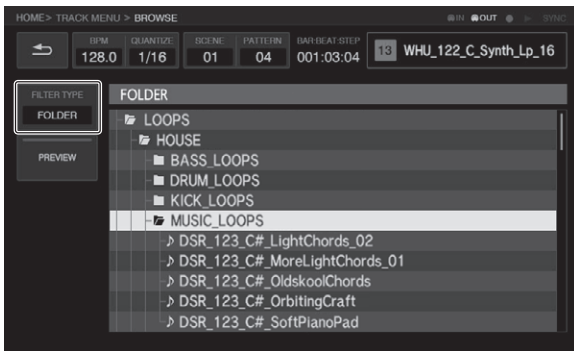 HOME> TRACK MENU > BROWSE
IN OUT SYNC
BPM QUANTIZE SCENE PATTERN BAR:BEAT:STEP
128.0 1/16 01 04 001:03:04
13 WHU_122_C_Synth_Lp_16
FILTER TYPE
FOLDER
PREVIEW
FOLDER
LOOPS
HOUSE
BASS_LOOPS
DRUM_LOOPS
KICK_LOOPS
MUSIC_LOOPS
DSR_123_C#_LightChords_02
DSR_123_C#_MoreLightChords_01
DSR_123_C#_OldskoolChords
DSR_123_C#_OrbitingCraft
DSR_123_C#_SoftPianoPad